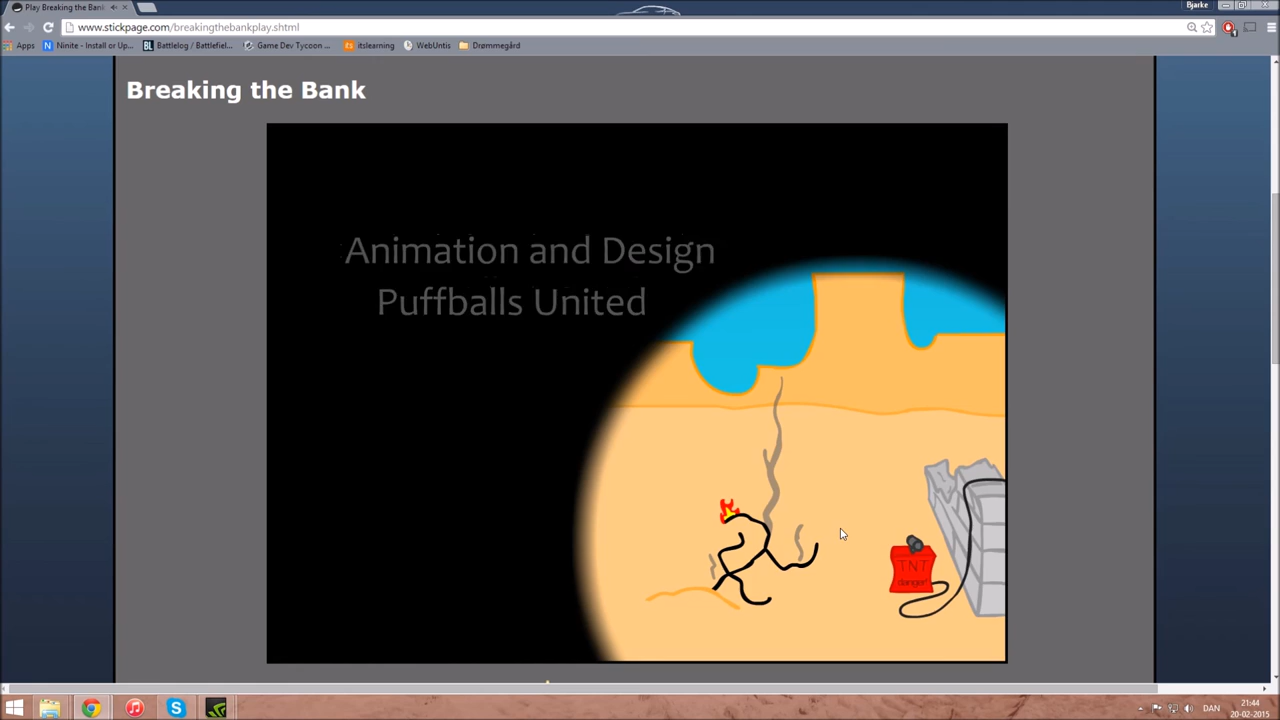 Play Breaking the Bank
Bjarke
www.stickpage.com/breakingthebankplay.shtml
Apps
Ninite - Install or Up...
Battlelog / Battlefiel...
Game Dev Tycoon ...
itslearning
WebUntis
Drømmegård
Breaking the Bank
Animation and Design
Puffballs United
TNT
danger!
DAN
21:44
20-02-2015